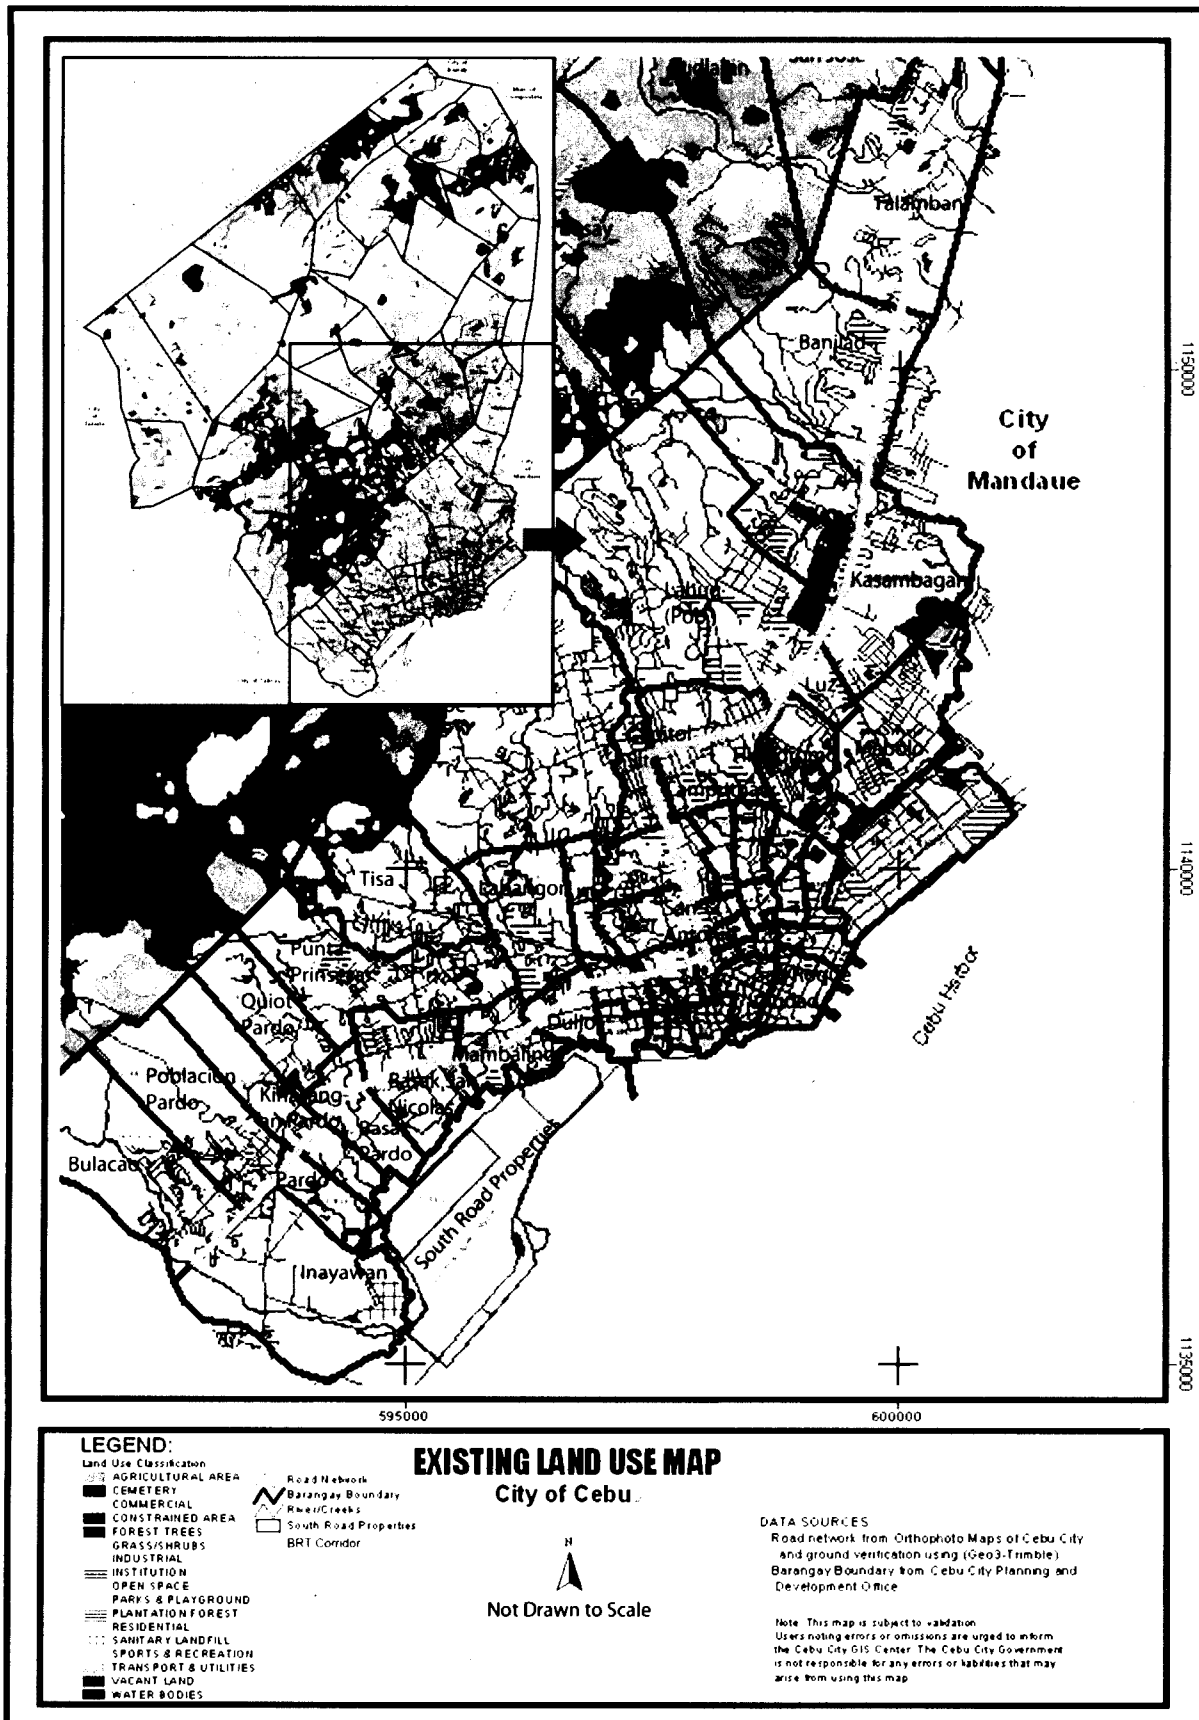 Talamban
Banilad
City
of
Mandaue
Kasambagan
Lahug
(Pob)
Luz
Capitol
Tisa
Labangon
Punta
Prinsesa
Quiot
Pardo
San
Antonio
Duljo
Mambaling
Basak San
Nicolas
Poblacion
Pardo
Basak
Pardo
Bulacao
Pardo
Inayawan
South Road Properties
Cebu Harbor
1150000
1140000
1135000
595000
600000
LEGEND:
Land Use Classification
AGRICULTURAL AREA
CEMETERY
COMMERCIAL
CONSTRAINED AREA
FOREST TREES
GRASS/SHRUBS
INDUSTRIAL
INSTITUTION
OPEN SPACE
PARKS & PLAYGROUND
PLANTATION FOREST
RESIDENTIAL
SANITARY LANDFILL
SPORTS & RECREATION
TRANSPORT & UTILITIES
VACANT LAND
WATER BODIES
Road Network
Barangay Boundary
River/Creeks
South Road Properties
BRT Corridor
EXISTING LAND USE MAP
City of Cebu
N
Not Drawn to Scale
DATA SOURCES
Road network from Orthophoto Maps of Cebu City
and ground verification using (Geo3-Trimble)
Barangay Boundary from Cebu City Planning and
Development Office
Note This map is subject to validation
Users noting errors or omissions are urged to inform
the Cebu City GIS Center The Cebu City Government
is not responsible for any errors or liabilities that may
arise from using this map